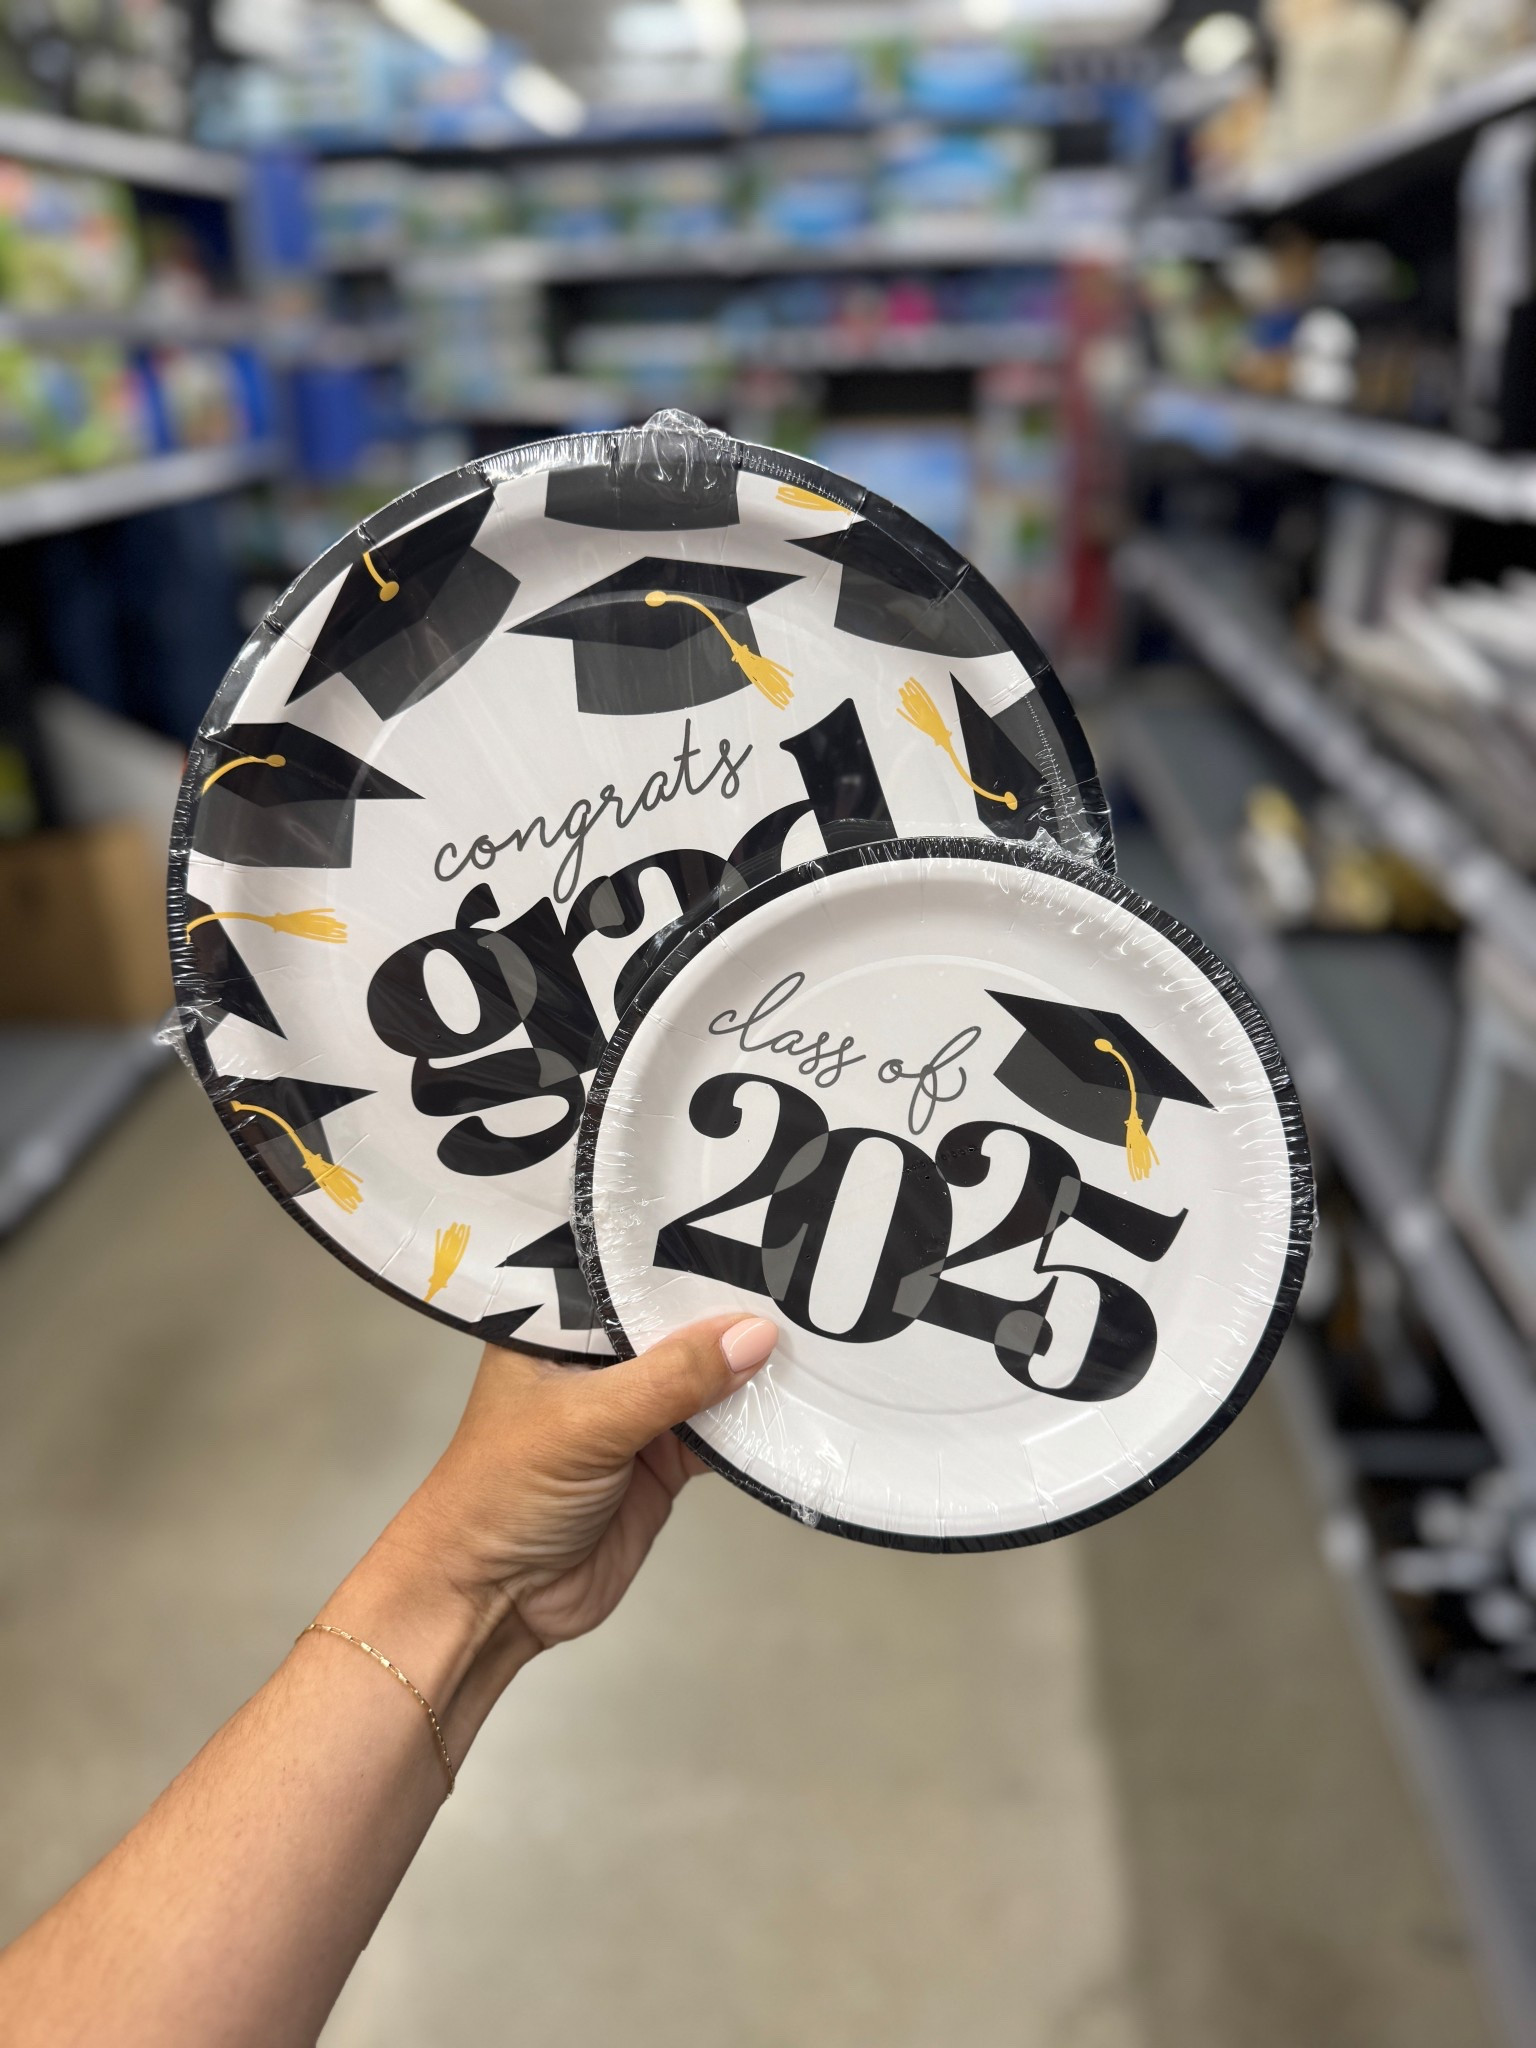 congrats
grad
class of
2025